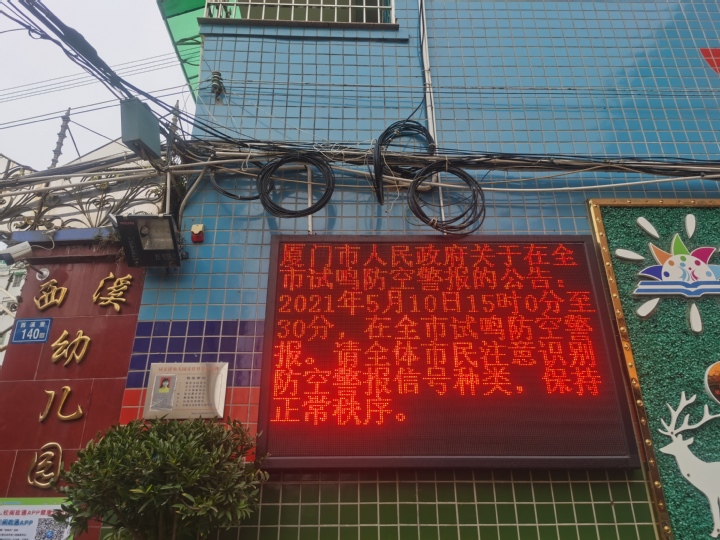 厦门市人民政府关于在全
市试鸣防空警报的公告：
2021年5月10日15时0分至
30分，在全市试鸣防空警
报。请全体市民注意识别
防空警报信号种类，保持
正常秩序。
西溪
幼
儿
园
140